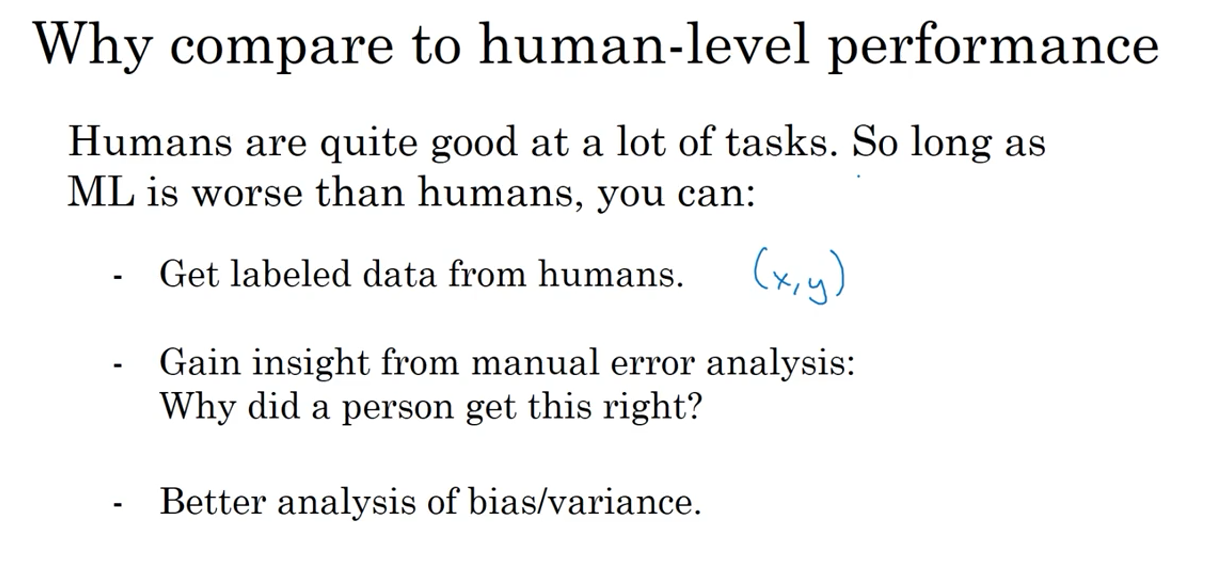 Why compare to human-level performance
Humans are quite good at a lot of tasks. So long as
ML is worse than humans, you can:
- Get labeled data from humans. (x,y)
- Gain insight from manual error analysis:
Why did a person get this right?
- Better analysis of bias/variance.